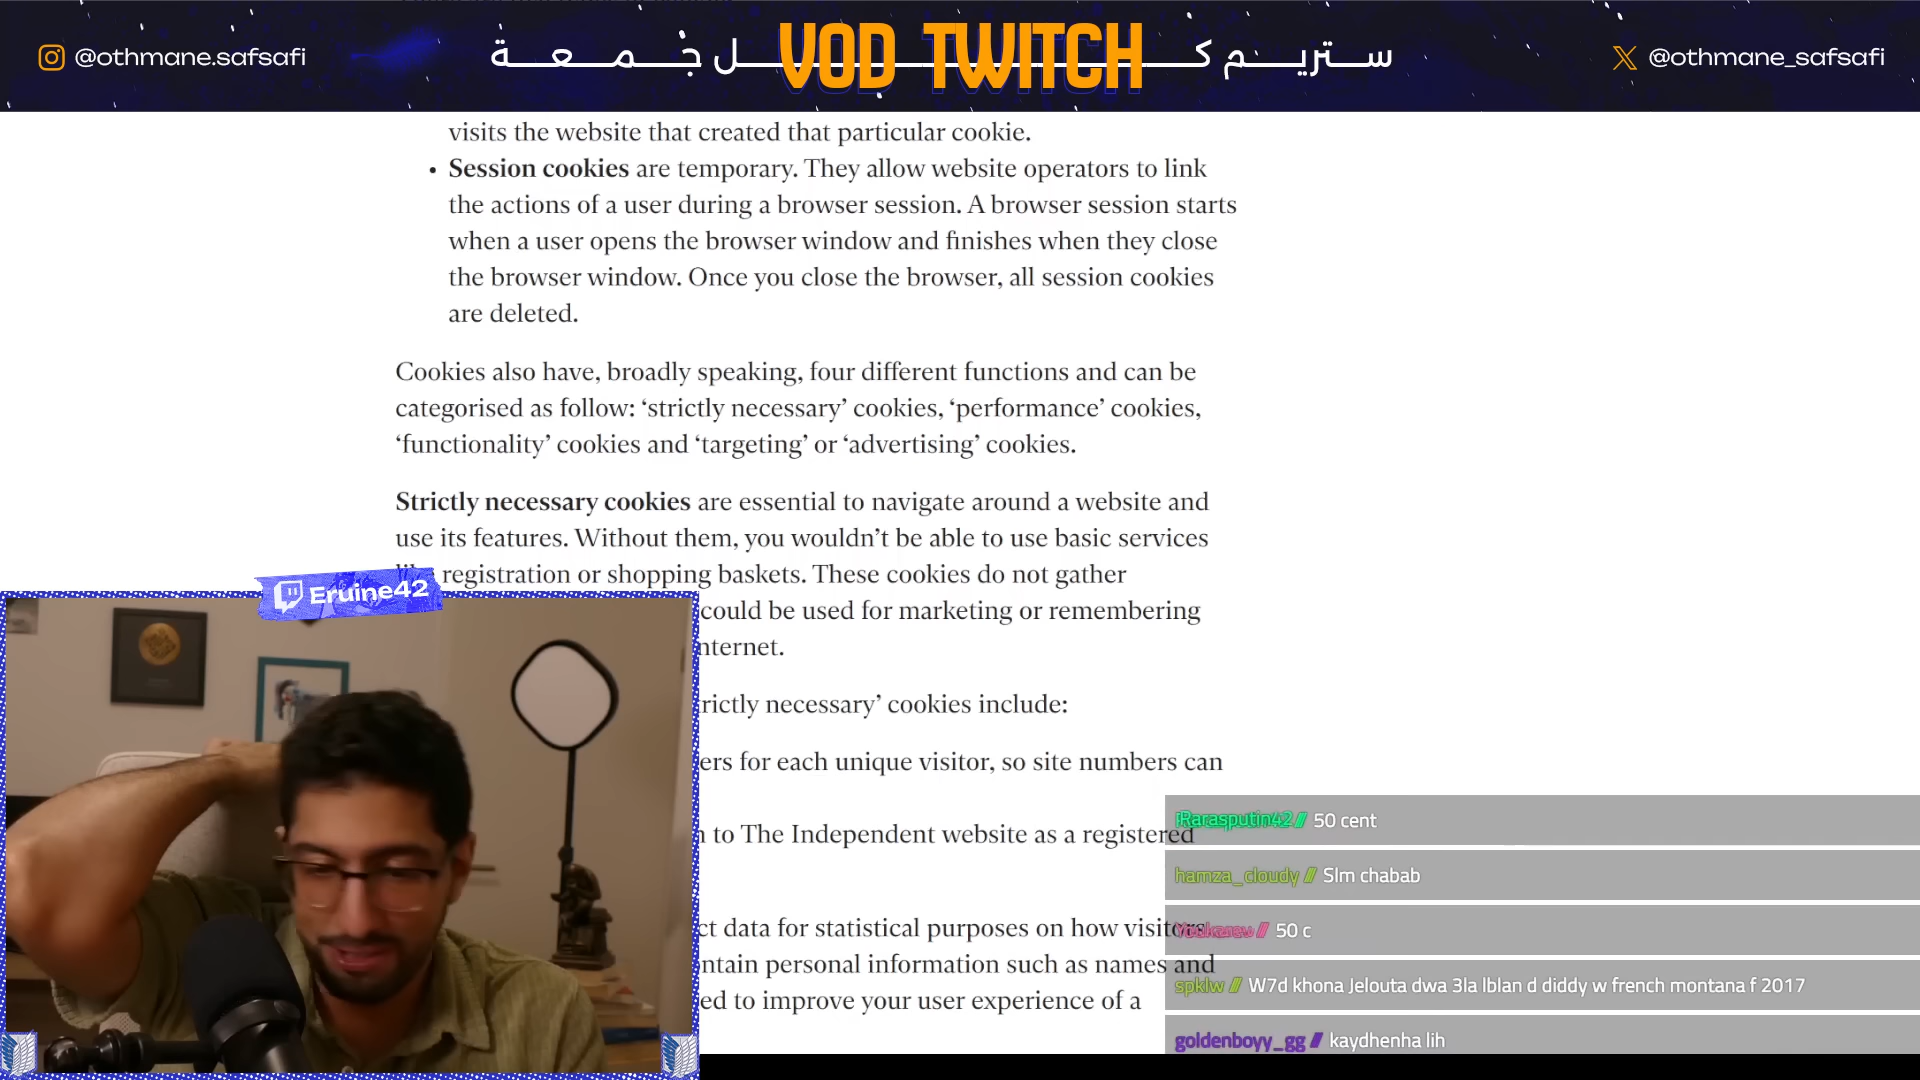 @othmane.safsafi
ستريم كل جمعة
VOD TWITCH
@othmane_safsafi
visits the website that created that particular cookie.
• Session cookies are temporary. They allow website operators to link
the actions of a user during a browser session. A browser session starts
when a user opens the browser window and finishes when they close
the browser window. Once you close the browser, all session cookies
are deleted.
Cookies also have, broadly speaking, four different functions and can be
categorised as follow: ‘strictly necessary’ cookies, ‘performance’ cookies,
‘functionality’ cookies and ‘targeting’ or ‘advertising’ cookies.
Strictly necessary cookies are essential to navigate around a website and
use its features. Without them, you wouldn’t be able to use basic services
registration or shopping baskets. These cookies do not gather
could be used for marketing or remembering
nternet.
rictly necessary’ cookies include:
ers for each unique visitor, so site numbers can
to The Independent website as a registered
ct data for statistical purposes on how visitors
ntain personal information such as names and
ed to improve your user experience of a
Eruine42
Rarasputin42 // 50 cent
hamza_cloudy // Slm chabab
// 50 c
spklw // W7d khona Jelouta dwa 3la lblan d diddy w french montana f 2017
goldenboyy_gg // kaydhenha lih